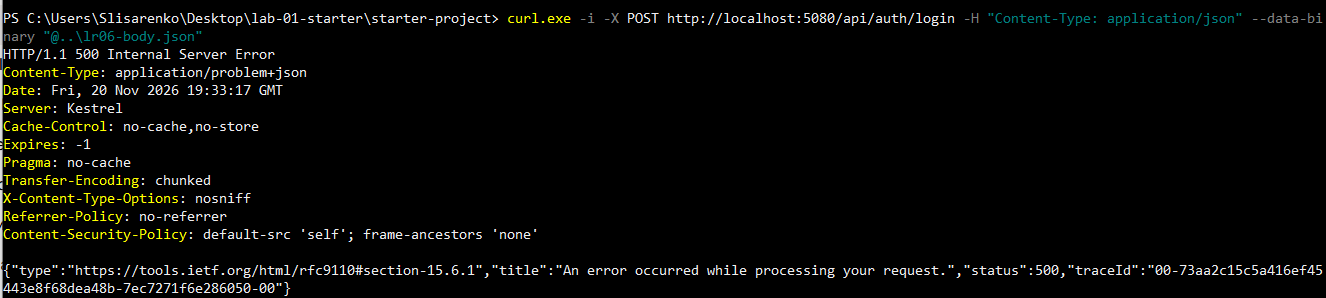 PS C:\Users\Slisarenko\Desktop\lab-01-starter\starter-project> curl.exe -i -X POST http://localhost:5080/api/auth/login -H "Content-Type: application/json" --data-bi
nary "@..\lr06-body.json"
HTTP/1.1 500 Internal Server Error
Content-Type: application/problem+json
Date: Fri, 20 Nov 2026 19:33:17 GMT
Server: Kestrel
Cache-Control: no-cache,no-store
Expires: -1
Pragma: no-cache
Transfer-Encoding: chunked
X-Content-Type-Options: nosniff
Referrer-Policy: no-referrer
Content-Security-Policy: default-src 'self'; frame-ancestors 'none'
{"type":"https://tools.ietf.org/html/rfc9110#section-15.6.1","title":"An error occurred while processing your request.","status":500,"traceId":"00-73aa2c15c5a416ef45
443e8f68dea48b-7ec7271f6e286050-00"}